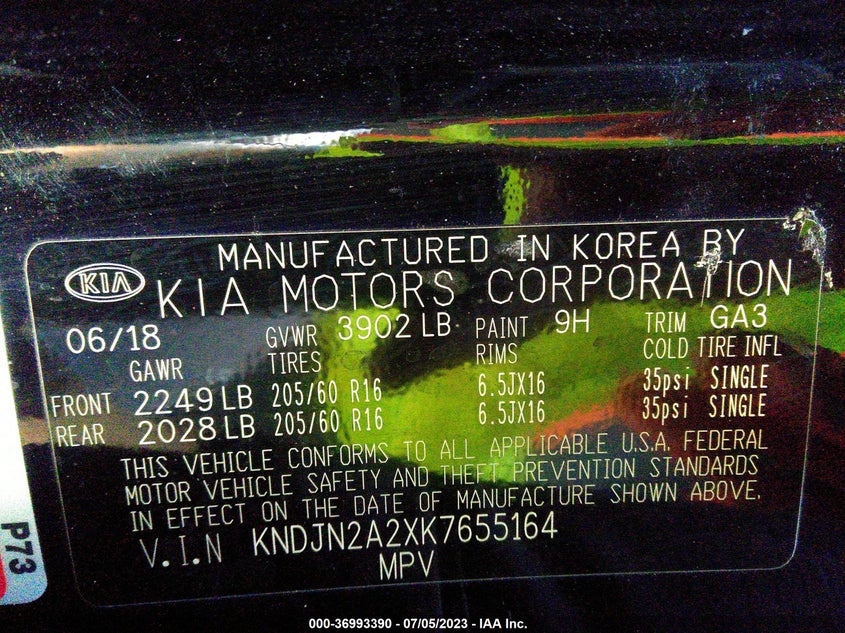 MANUFACTURED IN KOREA BY
KIA KIA MOTORS CORPORATION
06/18 GVWR 3902 LB PAINT 9H TRIM GA3
GAWR TIRES RIMS COLD TIRE INFL
FRONT 2249 LB 205/60 R16 6.5JX16 35psi SINGLE
REAR 2028 LB 205/60 R16 6.5JX16 35psi SINGLE
THIS VEHICLE CONFORMS TO ALL APPLICABLE U.S.A. FEDERAL
MOTOR VEHICLE SAFETY AND THEFT PREVENTION STANDARDS
IN EFFECT ON THE DATE OF MANUFACTURE SHOWN ABOVE.
V.I.N KNDJN2A2XK7655164
MPV
P73
000-36993390 - 07/05/2023 - IAA Inc.